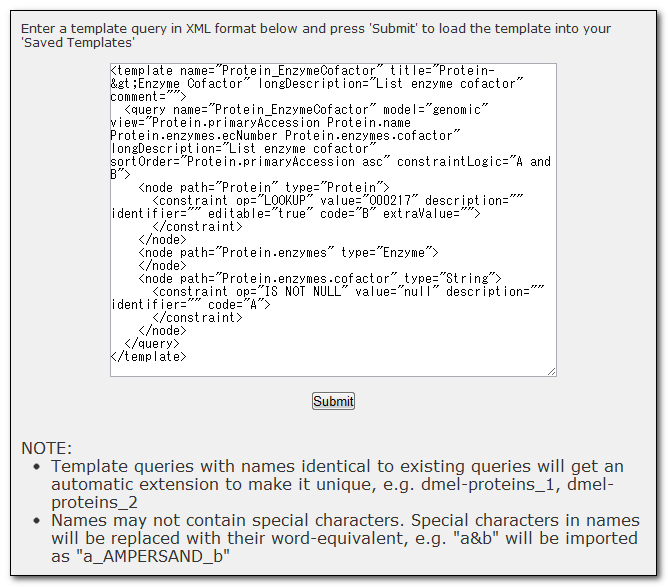 Enter a template query in XML format below and press 'Submit' to load the template into your
'Saved Templates'
<template name="Protein_EnzymeCofactor" title="Protein-
&gt;Enzyme Cofactor" longDescription="List enzyme cofactor"
comment="">
  <query name="Protein_EnzymeCofactor" model="genomic"
view="Protein.primaryAccession Protein.name
Protein.enzymes.ecNumber Protein.enzymes.cofactor"
longDescription="List enzyme cofactor"
sortOrder="Protein.primaryAccession asc" constraintLogic="A and
B">
    <node path="Protein" type="Protein">
      <constraint op="LOOKUP" value="O00217" description=""
identifier="" editable="true" code="B" extraValue="">
      </constraint>
    </node>
    <node path="Protein.enzymes" type="Enzyme">
    </node>
    <node path="Protein.enzymes.cofactor" type="String">
      <constraint op="IS NOT NULL" value="null" description=""
identifier="" code="A">
      </constraint>
    </node>
  </query>
</template>
Submit
NOTE:
• Template queries with names identical to existing queries will get an
automatic extension to make it unique, e.g. dmel-proteins_1, dmel-
proteins_2
• Names may not contain special characters. Special characters in names
will be replaced with their word-equivalent, e.g. "a&b" will be imported
as "a_AMPERSAND_b"